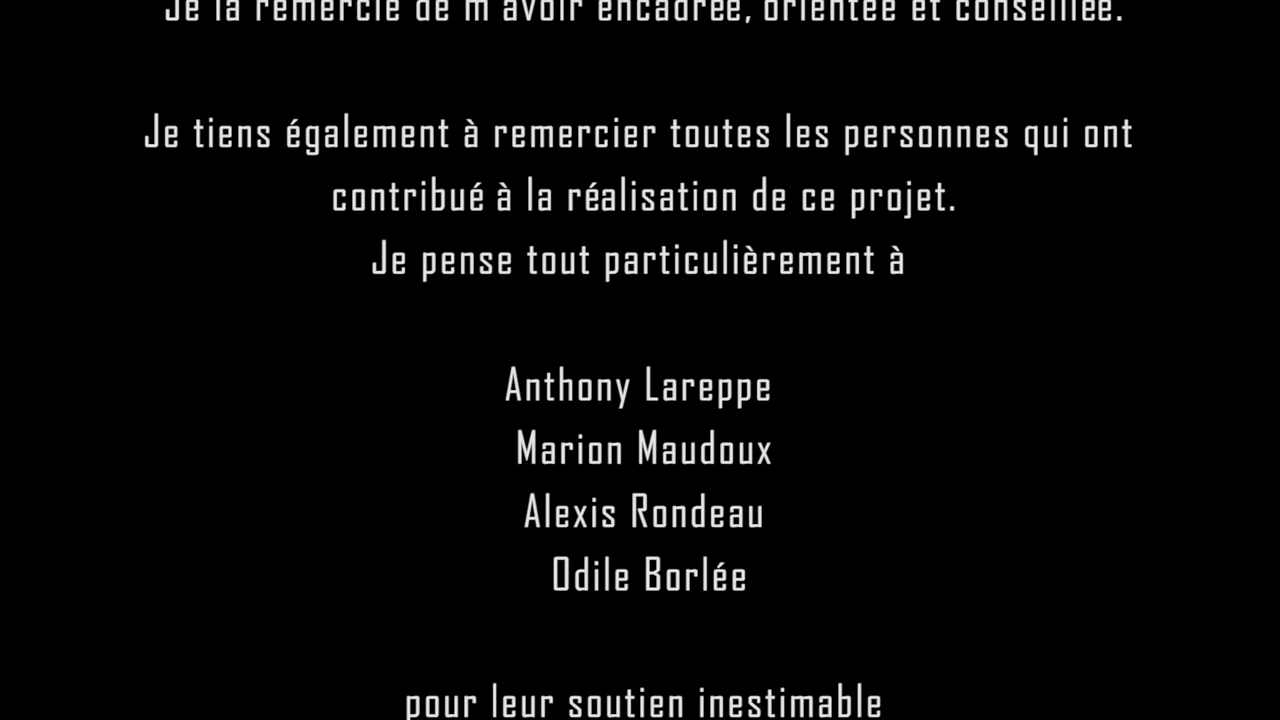 Je la remercie de m'avoir encadrée, orientée et conseillée.
Je tiens également à remercier toutes les personnes qui ont
contribué à la réalisation de ce projet.
Je pense tout particulièrement à
Anthony Lareppe
Marion Maudoux
Alexis Rondeau
Odile Borlée
pour leur soutien inestimable